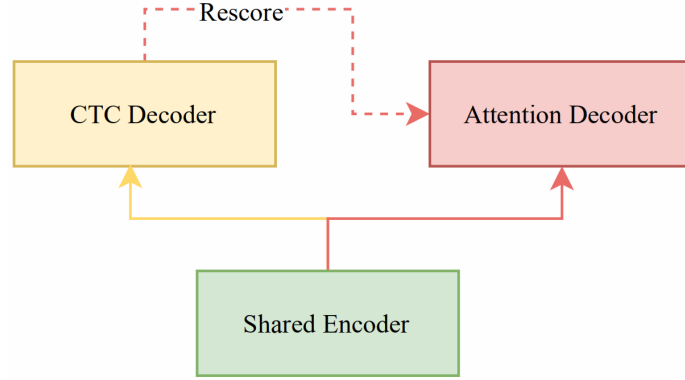 Rescore
CTC Decoder
Attention Decoder
Shared Encoder